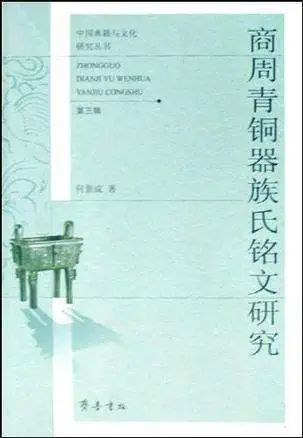 中国典籍与文化
研究丛书
ZHONGGUO
DIANJI YU WENHUA
YANJIU CONGSHU
第三辑
商周青铜器族氏铭文研究
何景成 著
齐鲁书社